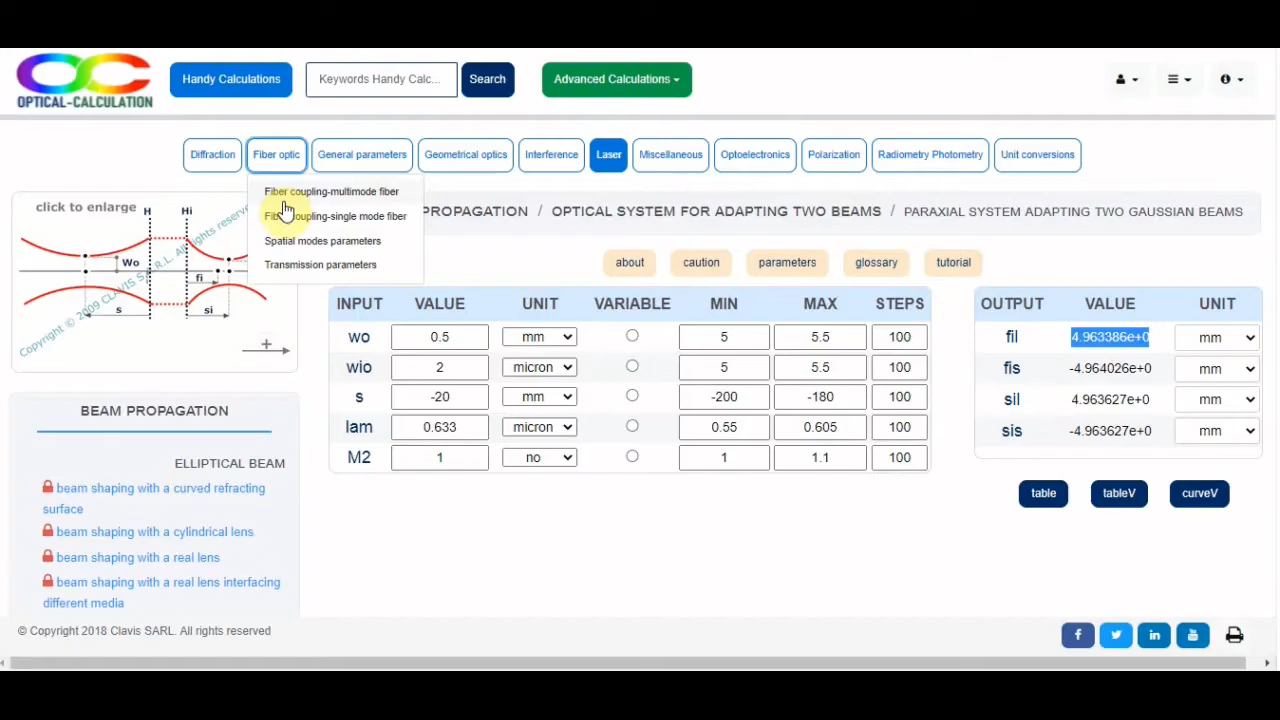 OPTICAL-CALCULATION
Handy Calculations
Keywords Handy Calc...
Search
Advanced Calculations
Diffraction
Fiber optic
General parameters
Geometrical optics
Interference
Laser
Miscellaneous
Optoelectronics
Polarization
Radiometry Photometry
Unit conversions
Fiber coupling-multimode fiber
Fiber coupling-single mode fiber
Spatial modes parameters
Transmission parameters
click to enlarge
H
Hi
Wo
fi
s
si
Copyright © 2009 CLAVIS S.A.R.L. All rights reserve
PROPAGATION / OPTICAL SYSTEM FOR ADAPTING TWO BEAMS / PARAXIAL SYSTEM ADAPTING TWO GAUSSIAN BEAMS
about
caution
parameters
glossary
tutorial
INPUT VALUE UNIT VARIABLE MIN MAX STEPS
wo 0.5 mm 5 5.5 100
wio 2 micron 5 5.5 100
s -20 mm -200 -180 100
lam 0.633 micron 0.55 0.605 100
M2 1 no 1 1.1 100
OUTPUT VALUE UNIT
fil 4.963386e+0 mm
fis -4.964026e+0 mm
sil 4.963627e+0 mm
sis -4.963627e+0 mm
table
tableV
curveV
BEAM PROPAGATION
ELLIPTICAL BEAM
beam shaping with a curved refracting
surface
beam shaping with a cylindrical lens
beam shaping with a real lens
beam shaping with a real lens interfacing
different media
© Copyright 2018 Clavis SARL. All rights reserved